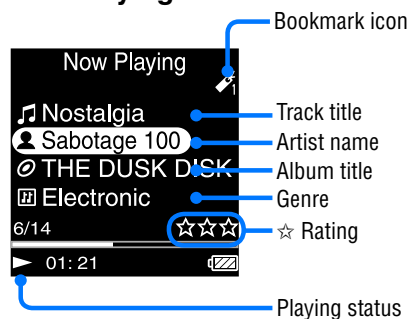 Bookmark icon
Now Playing
1
Nostalgia
Track title
Sabotage 100
Artist name
THE DUSK DISK
Album title
Electronic
Genre
6/14
☆☆☆
☆ Rating
01:21
Playing status